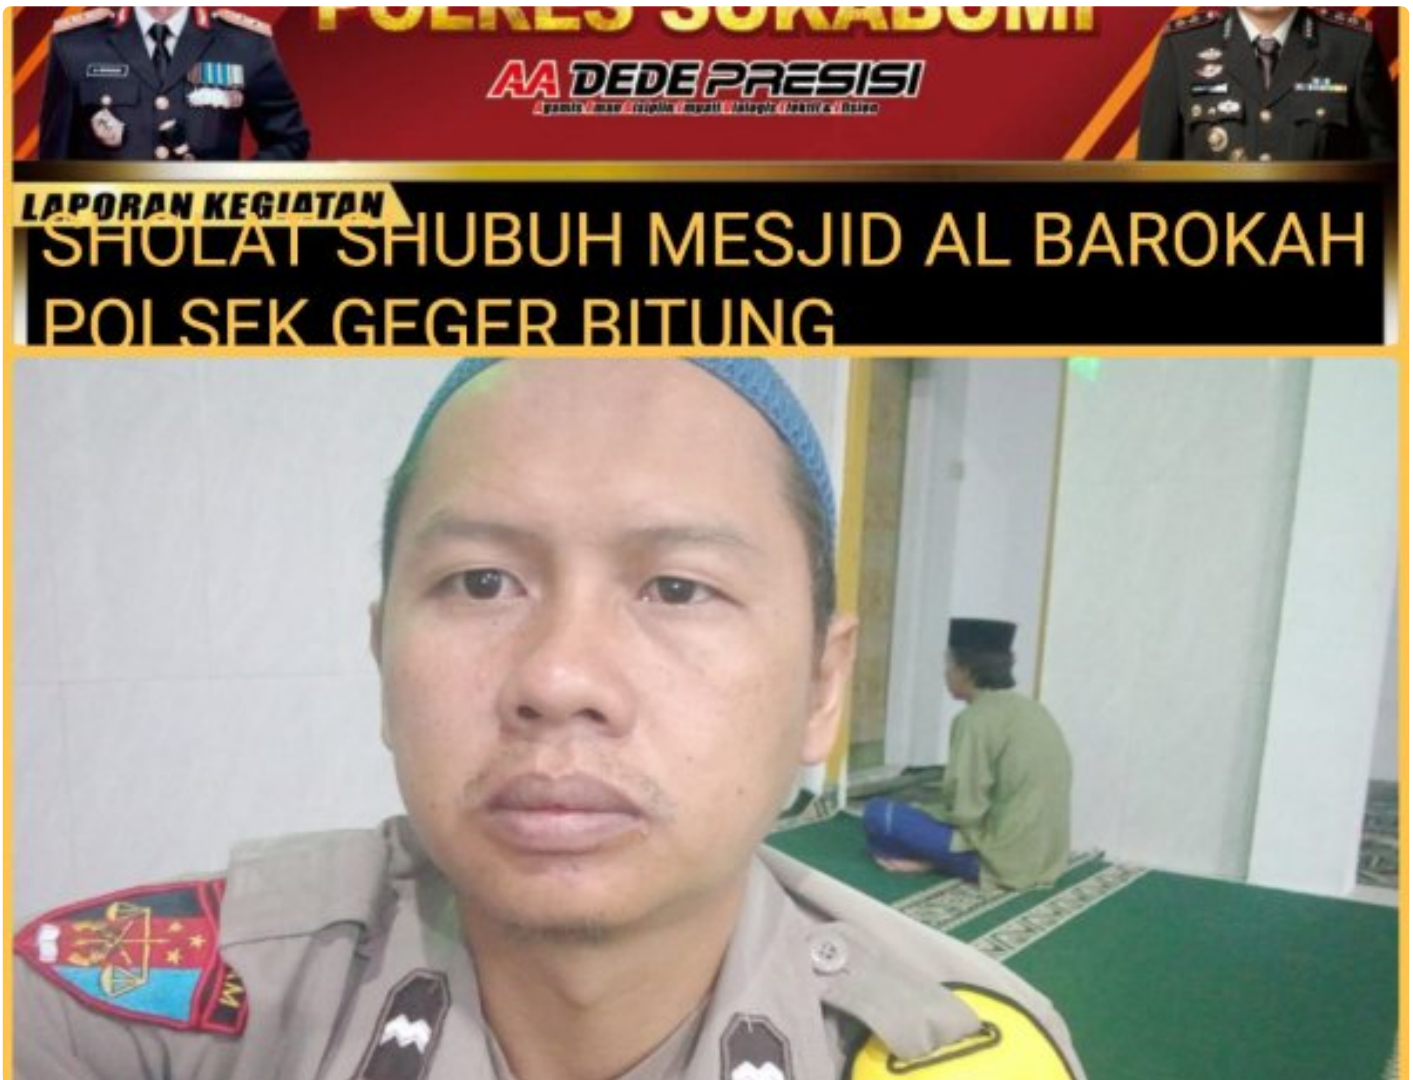 POLRES SUKABUMI
AA DEDE PRESISI
LAPORAN KEGIATAN
SHOLAT SHUBUH MESJID AL BAROKAH
POLSEK GEGER BITUNG